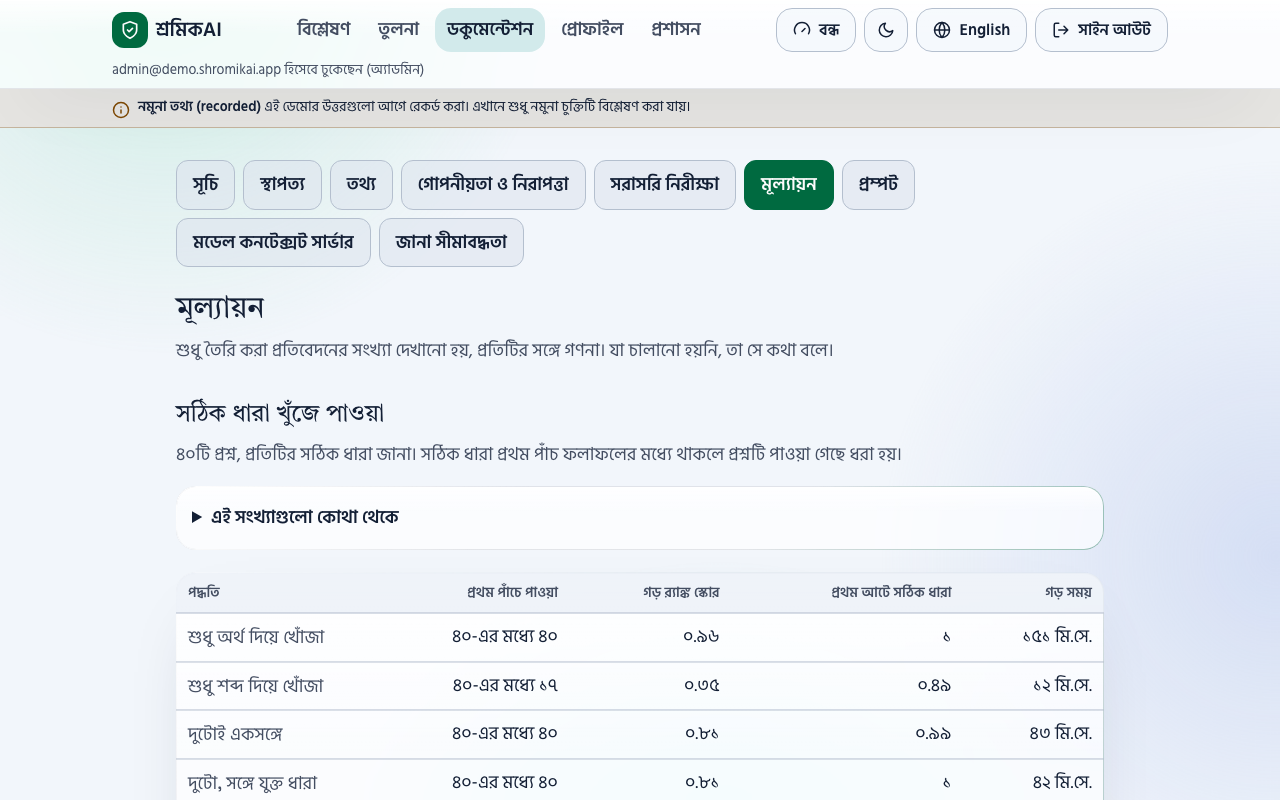 শ্রমিকAI
বিশ্লেষণ তুলনা ডকুমেন্টেশন প্রোফাইল প্রশাসন
বন্ধ English সাইন আউট
admin@demo.shromikai.app হিসেবে ঢুকেছেন (অ্যাডমিন)
নমুনা তথ্য (recorded) এই ডেমোর উত্তরগুলো আগে রেকর্ড করা। এখানে শুধু নমুনা চুক্তিটি বিশ্লেষণ করা যায়।
সূচি স্থাপত্য তথ্য গোপনীয়তা ও নিরাপত্তা সরাসরি নিরীক্ষা মূল্যায়ন প্রম্পট
মডেল কনটেক্সট সার্ভার জানা সীমাবদ্ধতা
মূল্যায়ন
শুধু তৈরি করা প্রতিবেদনের সংখ্যা দেখানো হয়, প্রতিটির সঙ্গে গণনা। যা চালানো হয়নি, তা সে কথা বলে।
সঠিক ধারা খুঁজে পাওয়া
৪০টি প্রশ্ন, প্রতিটির সঠিক ধারা জানা। সঠিক ধারা প্রথম পাঁচ ফলাফলের মধ্যে থাকলে প্রশ্নটি পাওয়া গেছে ধরা হয়।
এই সংখ্যাগুলো কোথা থেকে
পদ্ধতি প্রথম পাঁচে পাওয়া গড় র‍্যাঙ্ক স্কোর প্রথম আটে সঠিক ধারা গড় সময়
শুধু অর্থ দিয়ে খোঁজা ৪০-এর মধ্যে ৪০ ০.৯৬ ১ ১৫১ মি.সে.
শুধু শব্দ দিয়ে খোঁজা ৪০-এর মধ্যে ১৭ ০.৩৫ ০.৪৯ ১২ মি.সে.
দুটোই একসঙ্গে ৪০-এর মধ্যে ৪০ ০.৮১ ০.৯৯ ৪৩ মি.সে.
দুটো, সঙ্গে যুক্ত ধারা ৪০-এর মধ্যে ৪০ ০.৮১ ১ ৪২ মি.সে.